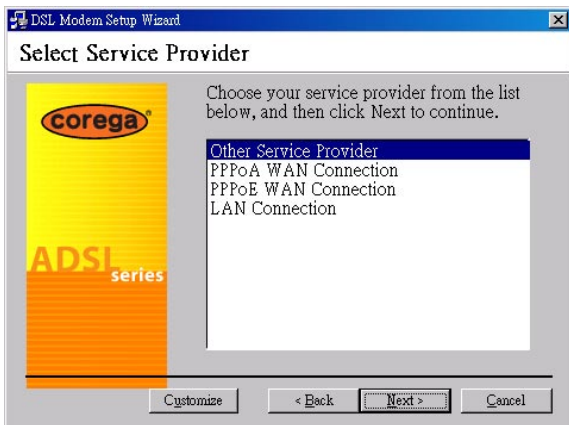 DSL Modem Setup Wizard
Select Service Provider
corega
ADSL
series
Choose your service provider from the list
below, and then click Next to continue.
Other Service Provider
PPPoA WAN Connection
PPPoE WAN Connection
LAN Connection
Customize
< Back
Next >
Cancel